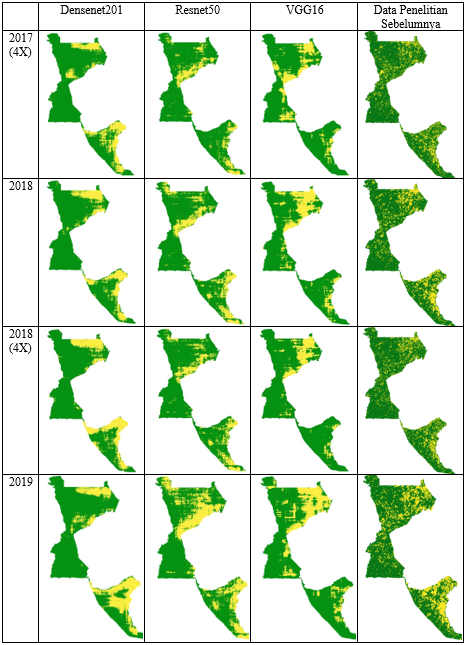 Densenet201
Resnet50
VGG16
Data Penelitian
Sebelumnya
2017
(4X)
2018
2018
(4X)
2019